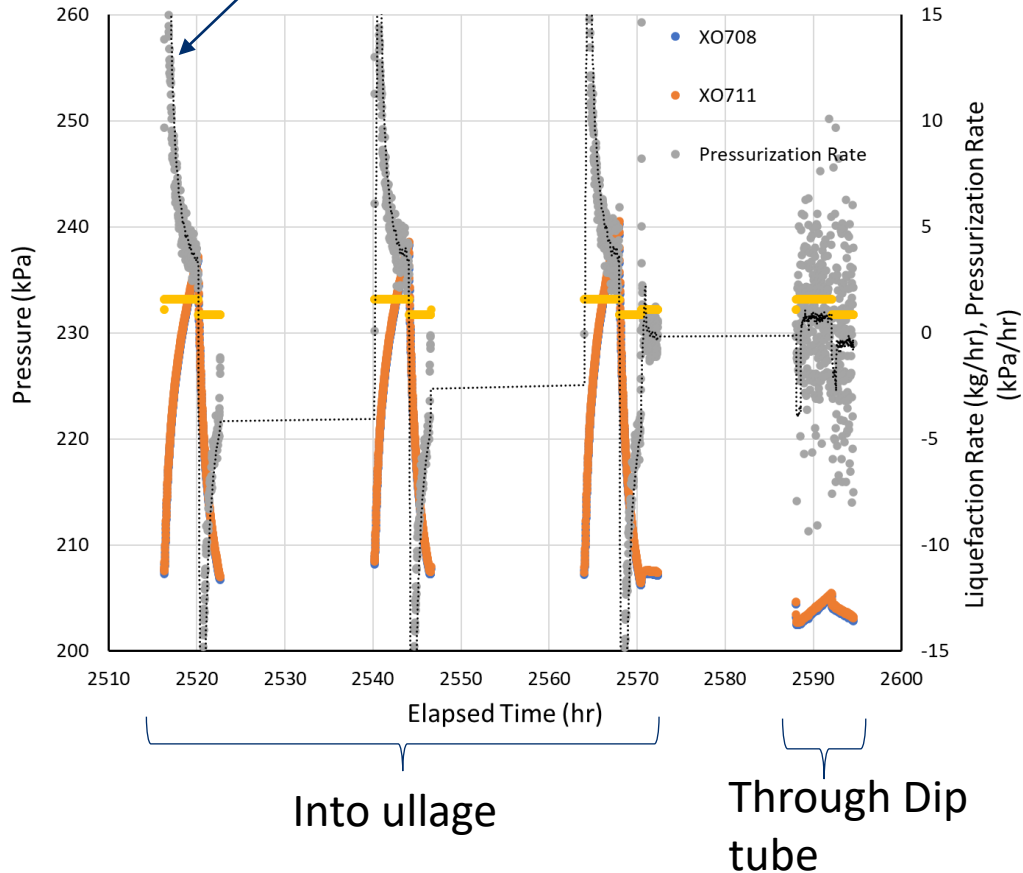 260
250
240
230
220
210
200
Pressure (kPa)
15
10
5
0
-5
-10
-15
Liquefaction Rate (kg/hr), Pressurization Rate
(kPa/hr)
XO708
XO711
Pressurization Rate
2510 2520 2530 2540 2550 2560 2570 2580 2590 2600
Elapsed Time (hr)
Into ullage
Through Dip
tube